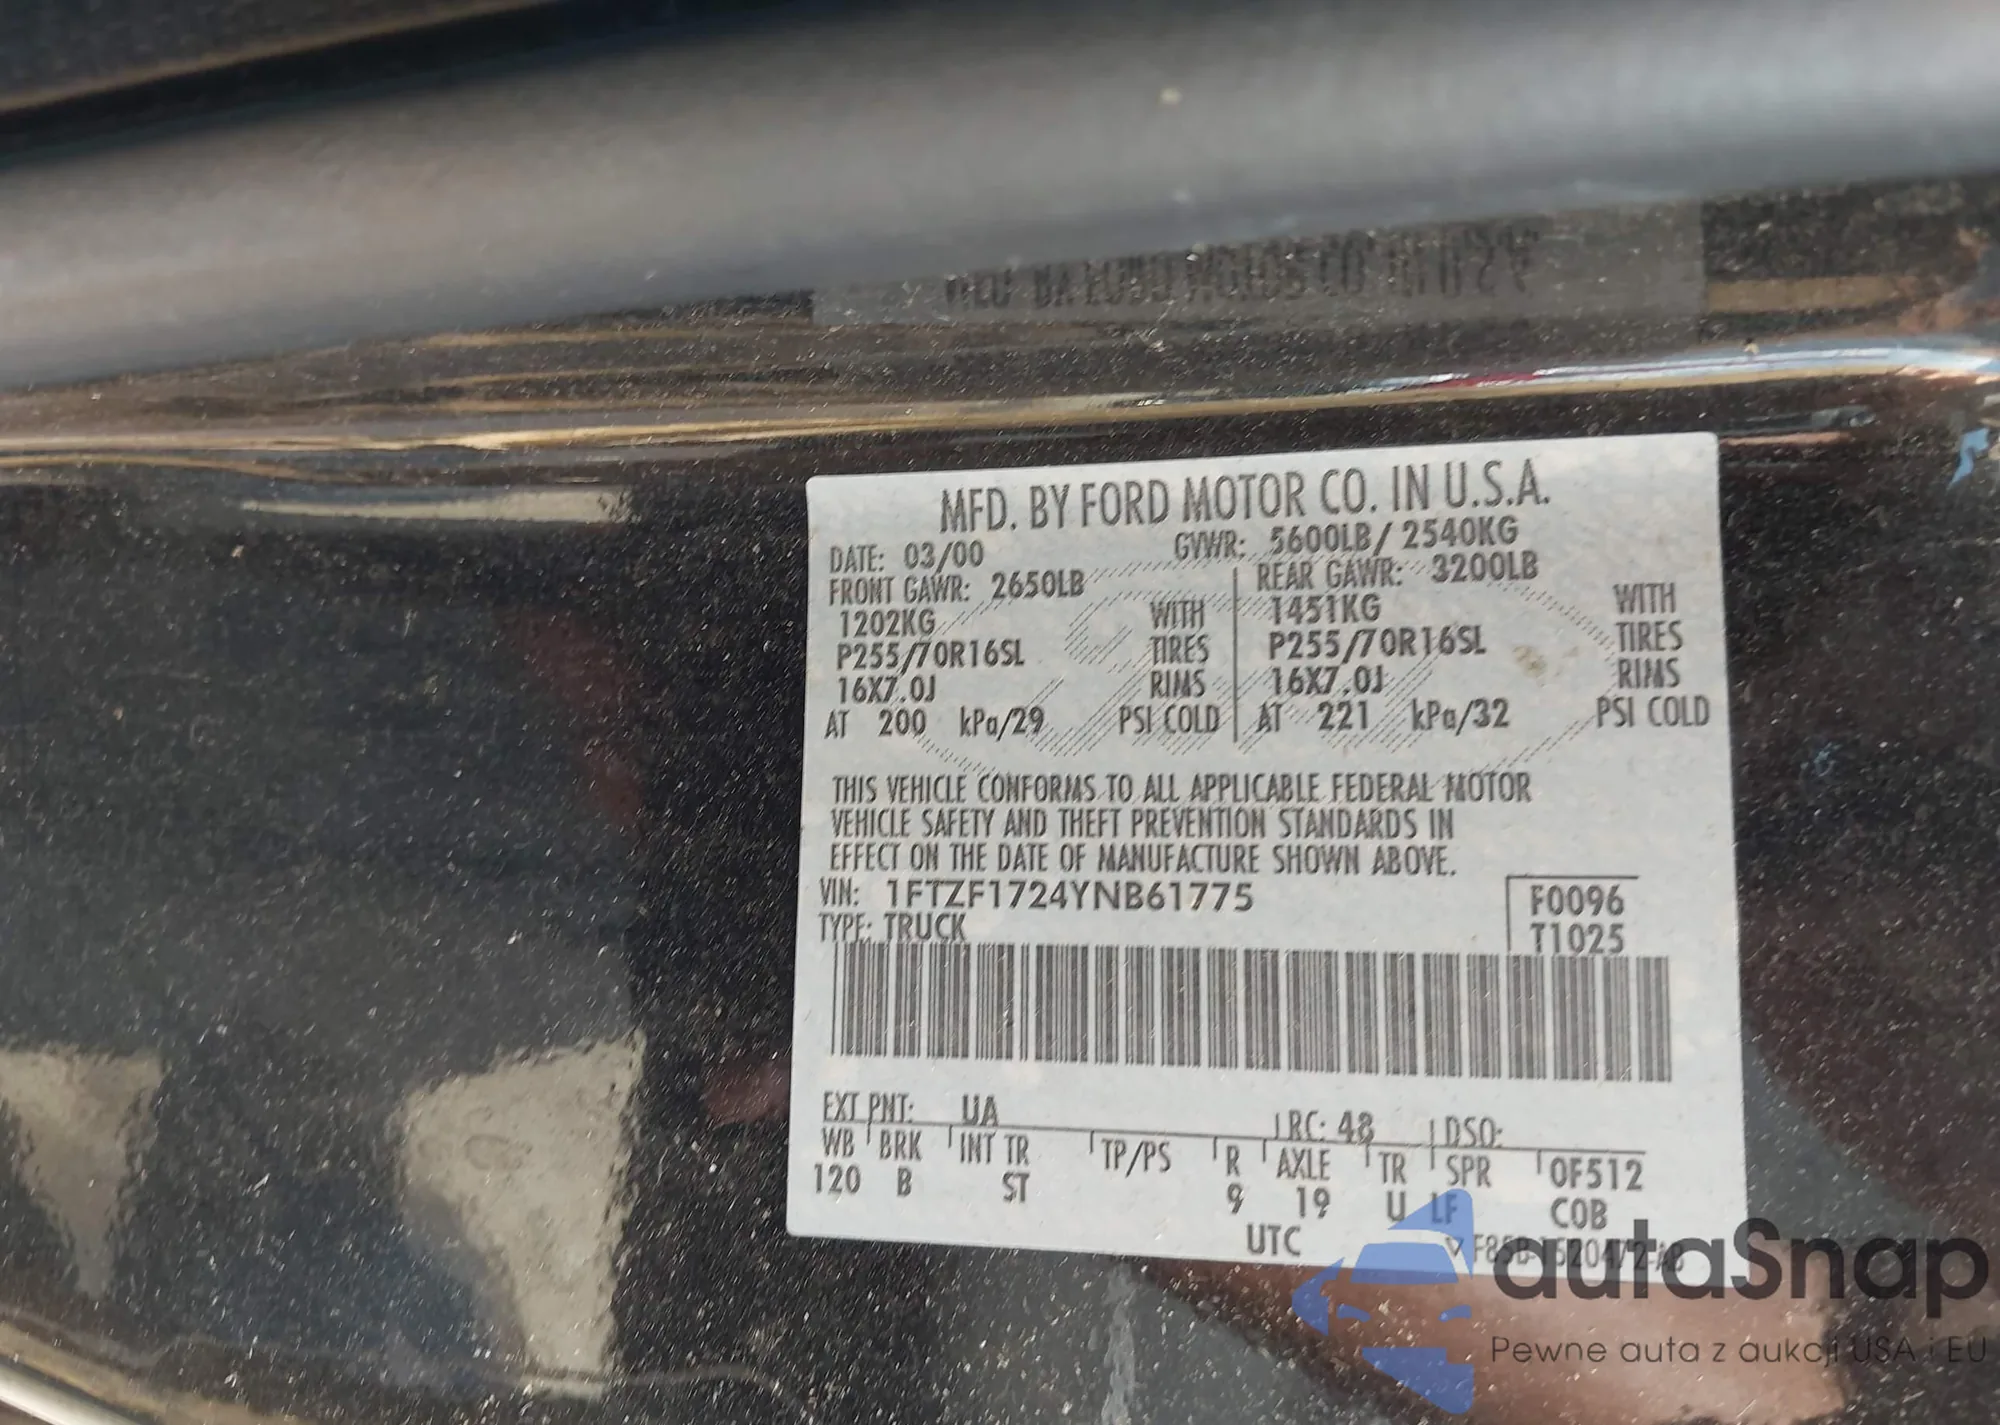 MFD. BY FORD MOTOR CO. IN U.S.A.
DATE: 03/00 GVWR: 5600LB/ 2540KG
FRONT GAWR: 2650LB REAR GAWR: 3200LB
1202KG WITH 1451KG WITH
P255/70R16SL TIRES P255/70R16SL TIRES
16X7.0J RIMS 16X7.0J RIMS
AT 200 kPa/29 PSI COLD AT 221 kPa/32 PSI COLD
THIS VEHICLE CONFORMS TO ALL APPLICABLE FEDERAL MOTOR
VEHICLE SAFETY AND THEFT PREVENTION STANDARDS IN
EFFECT ON THE DATE OF MANUFACTURE SHOWN ABOVE.
VIN: 1FTZF1724YNB61775 F0096
TYPE: TRUCK T1025
EXT PNT: UA RC: 48 DSO:
WB BRK INT TR TP/PS R AXLE TR SPR 0F512
120 B ST 9 19 U LF COB
UTC
autaSnap
Pewne auta z aukcji USA i EU